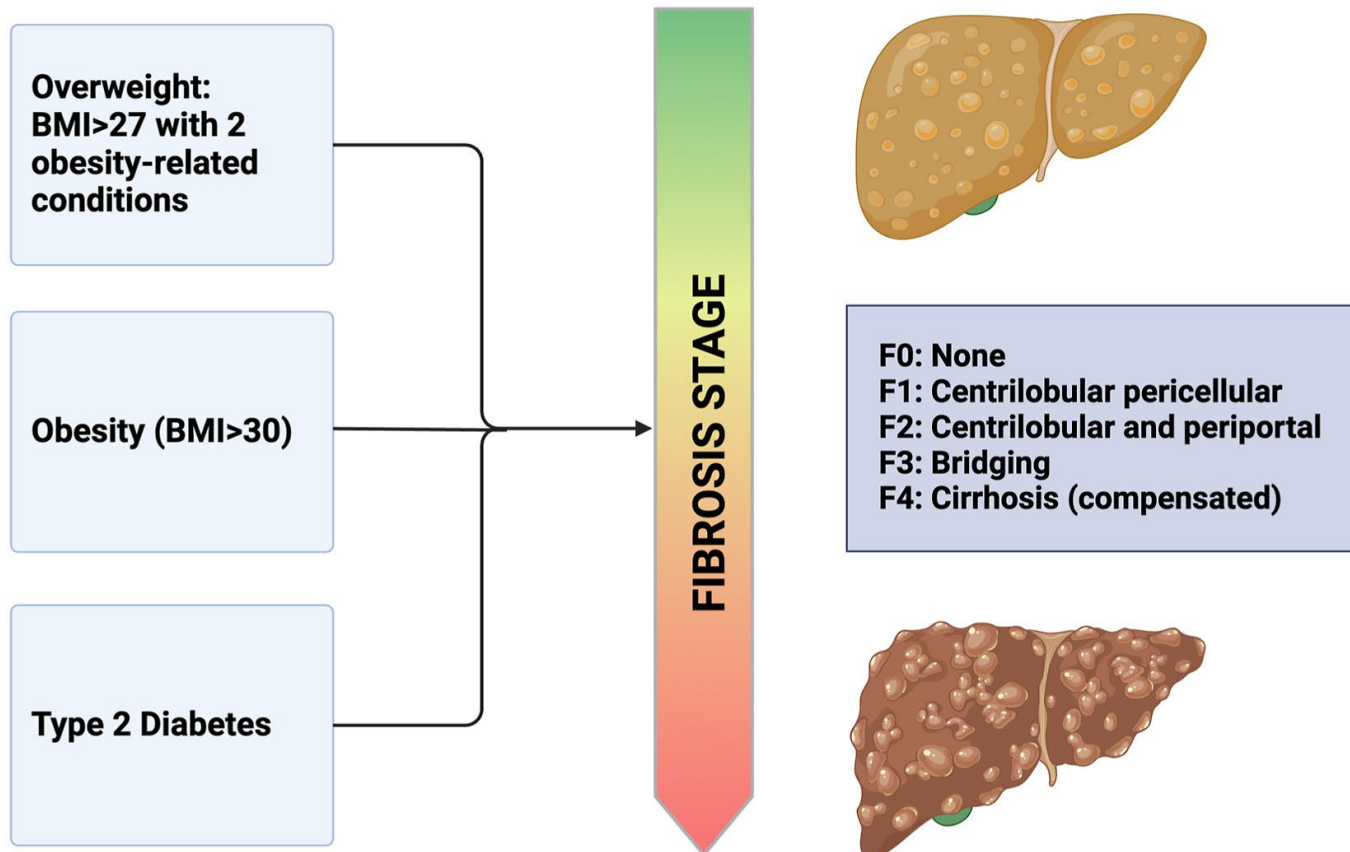 Overweight:
BMI>27 with 2
obesity-related
conditions
Obesity (BMI>30)
Type 2 Diabetes
FIBROSIS STAGE
F0: None
F1: Centrilobular pericellular
F2: Centrilobular and periportal
F3: Bridging
F4: Cirrhosis (compensated)